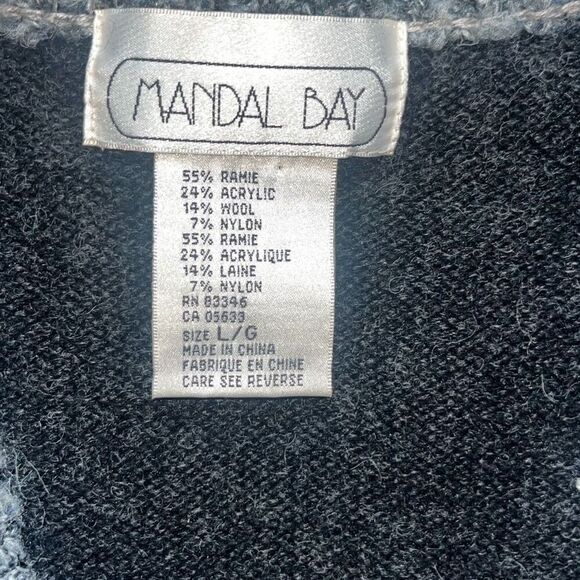 MANDAL BAY
55% RAMIE
24% ACRYLIC
14% WOOL
7% NYLON
55% RAMIE
24% ACRYLIQUE
14% LAINE
7% NYLON
RN 83346
CA 05633
SIZE L/G
MADE IN CHINA
FABRIQUE EN CHINE
CARE SEE REVERSE